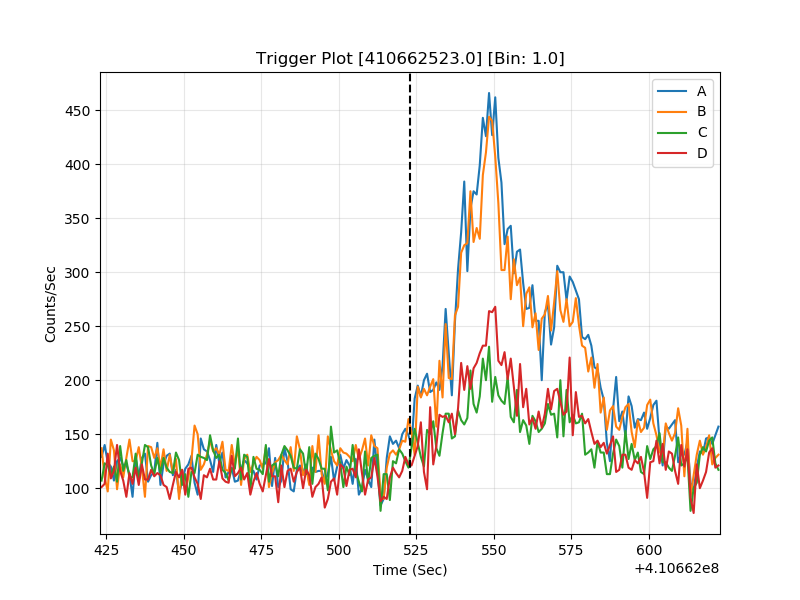 Trigger Plot [410662523.0] [Bin: 1.0]
A
B
C
D
450
400
350
300
250
200
150
100
Counts/Sec
425 450 475 500 525 550 575 600
Time (Sec)
+4.10662e8